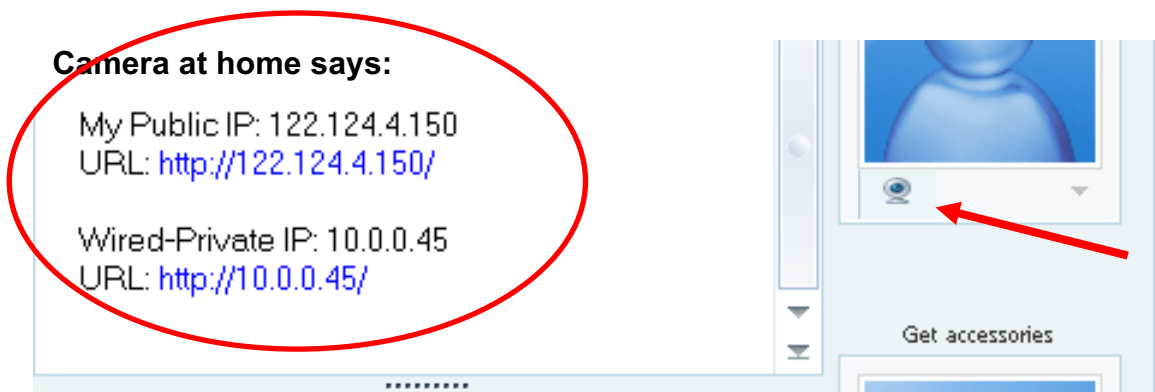 Camera at home says:
My Public IP: 122.124.4.150
URL: http://122.124.4.150/
Wired-Private IP: 10.0.0.45
URL: http://10.0.0.45/
Get accessories